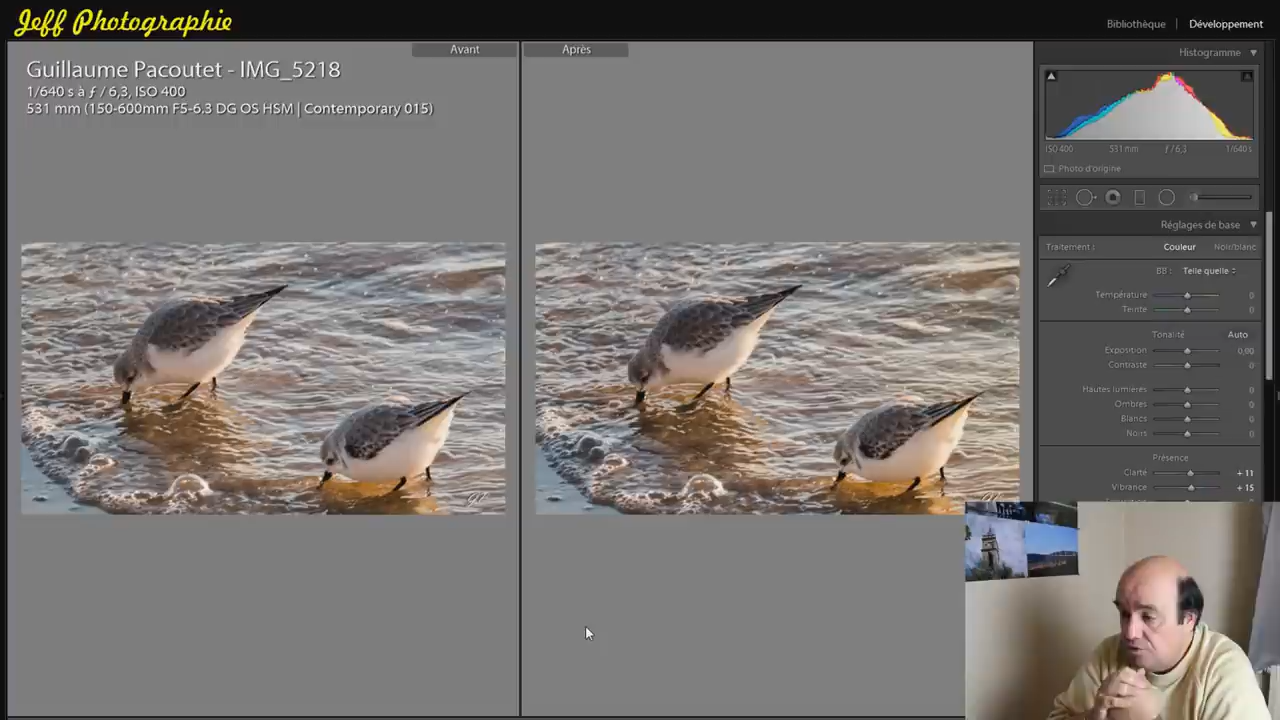 Jeff Photographie
Bibliothèque | Développement
Avant
Après
Guillaume Pacoutet - IMG_5218
1/640 s à ƒ / 6,3, ISO 400
531 mm (150-600mm F5-6.3 DG OS HSM | Contemporary 015)
Histogramme
ISO 400 531 mm ƒ / 6,3 1/640 s
Photo d'origine
Réglages de base
Traitement : Couleur Noir/blanc
BB : Telle quelle
Température 0
Teinte 0
Tonalité Auto
Exposition 0,00
Contraste 0
Hautes lumières 0
Ombres 0
Blancs 0
Noirs 0
Présence
Clarté + 11
Vibrance + 15